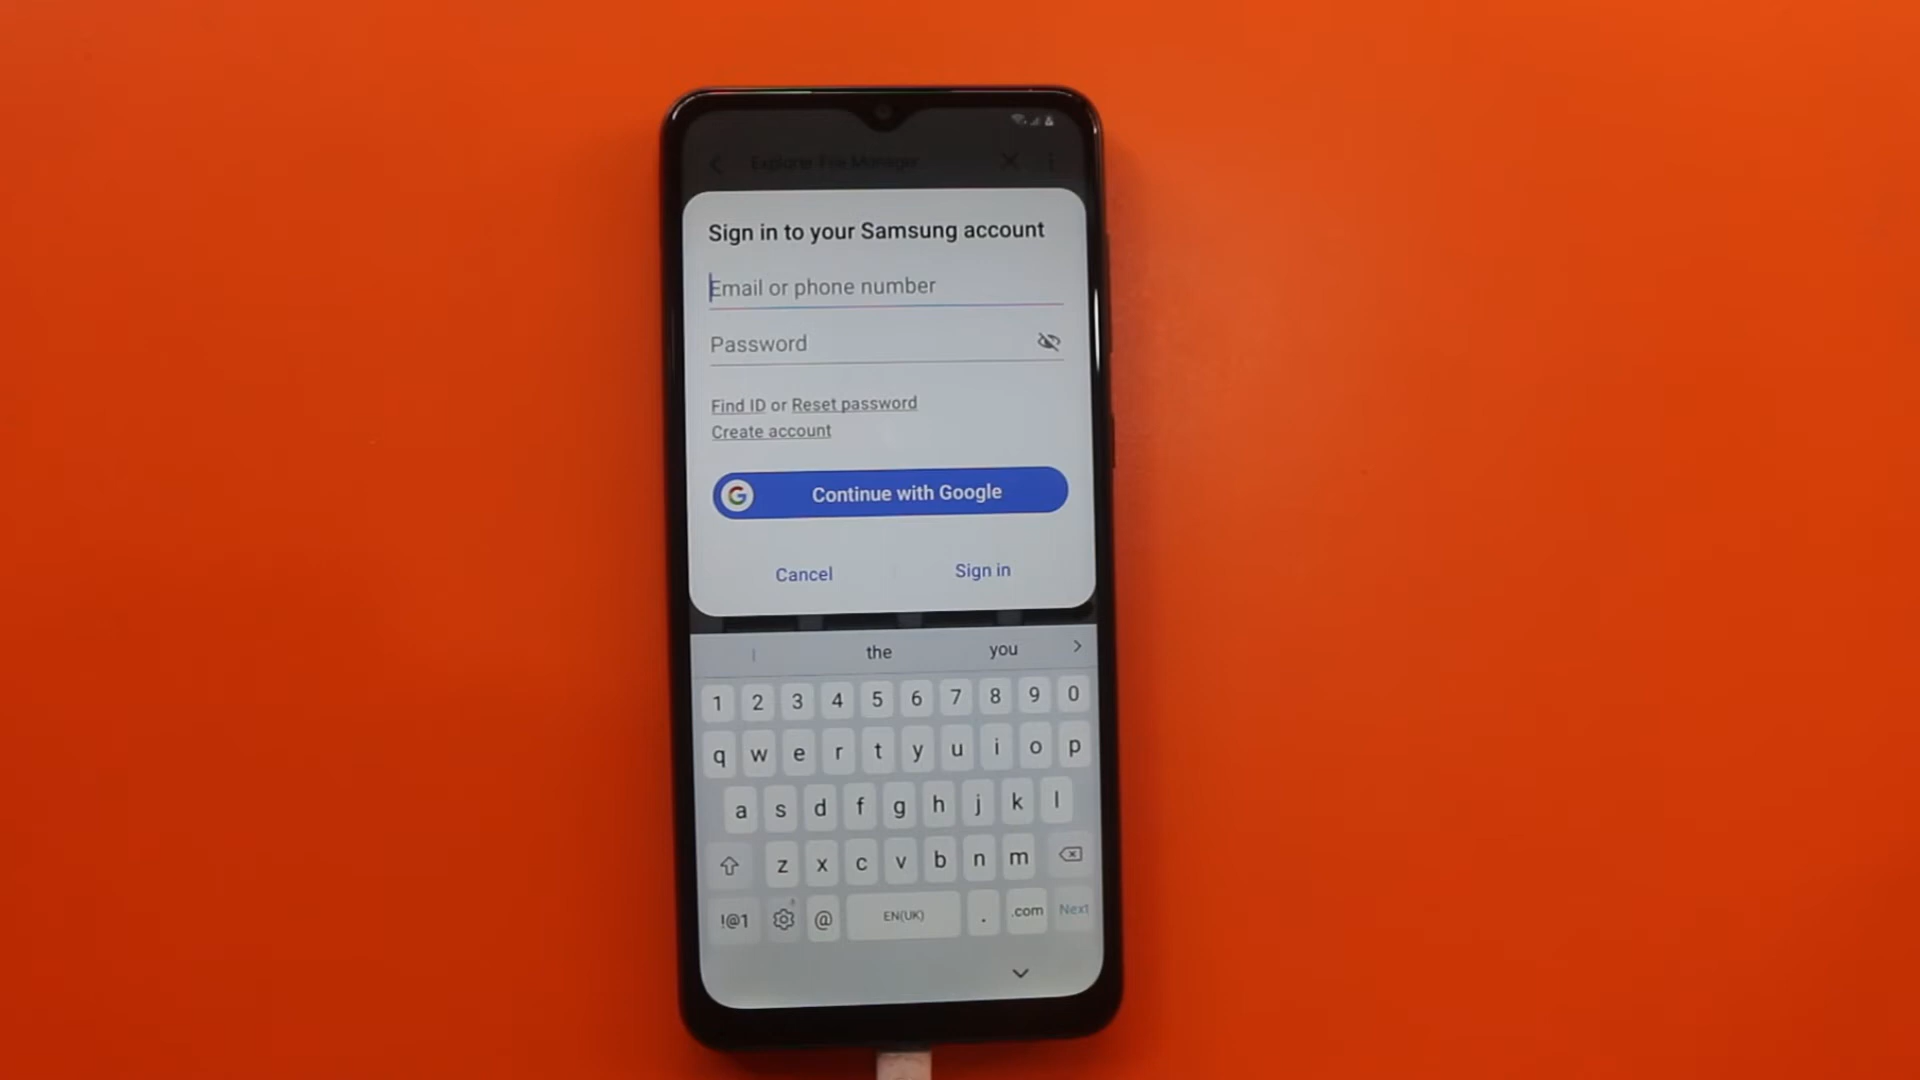 Explorer File Manager
Sign in to your Samsung account
Email or phone number
Password
Find ID or Reset password
Create account
G Continue with Google
Cancel Sign in
the you
1 2 3 4 5 6 7 8 9 0
q w e r t y u i o p
a s d f g h j k l
z x c v b n m
!@1 @ EN(UK) . .com Next